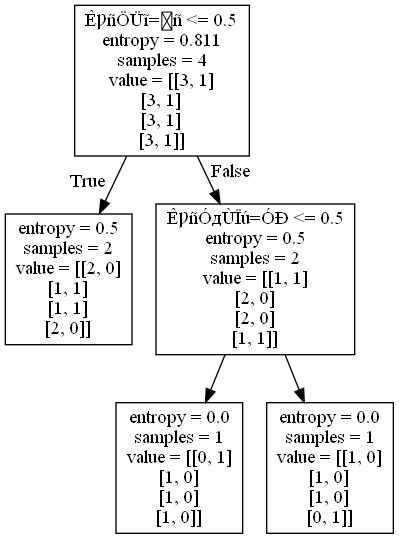 ÊǷñÖÜĩ=□ñ <= 0.5
entropy = 0.811
samples = 4
value = [[3, 1]
[3, 1]
[3, 1]
[3, 1]]
True
False
entropy = 0.5
samples = 2
value = [[2, 0]
[1, 1]
[1, 1]
[2, 0]]
ÊǷñÓдÙÏú=ÓÐ <= 0.5
entropy = 0.5
samples = 2
value = [[1, 1]
[2, 0]
[2, 0]
[1, 1]]
entropy = 0.0
samples = 1
value = [[0, 1]
[1, 0]
[1, 0]
[1, 0]]
entropy = 0.0
samples = 1
value = [[1, 0]
[1, 0]
[1, 0]
[0, 1]]